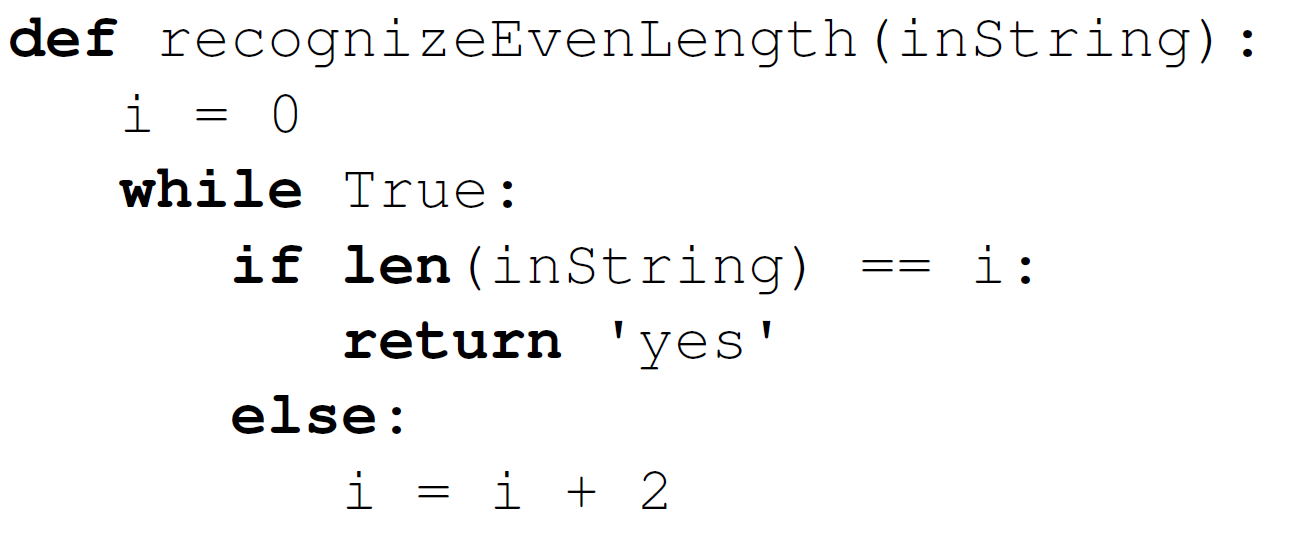 def recognizeEvenLength(inString):
   i = 0
   while True:
      if len(inString) == i:
         return 'yes'
      else:
         i = i + 2